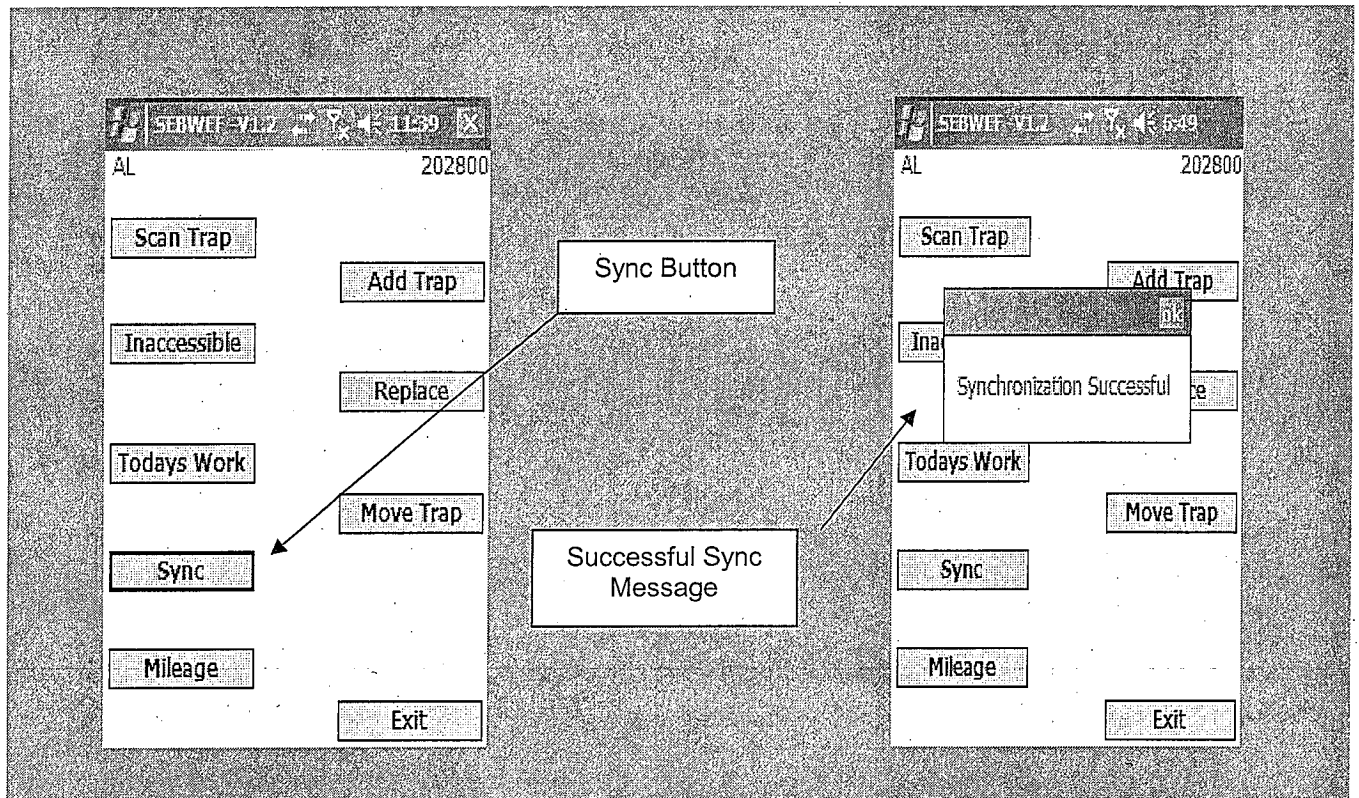 SEBWEF-V1.2 11:39
AL 202800
Scan Trap
Add Trap
Inaccessible
Replace
Todays Work
Move Trap
Sync
Mileage
Exit
Sync Button
Successful Sync
Message
SEBWEF-V1.2 6:49
AL 202800
Scan Trap
Add Trap
ok
Ina
Synchronization Successful
ce
Todays Work
Move Trap
Sync
Mileage
Exit